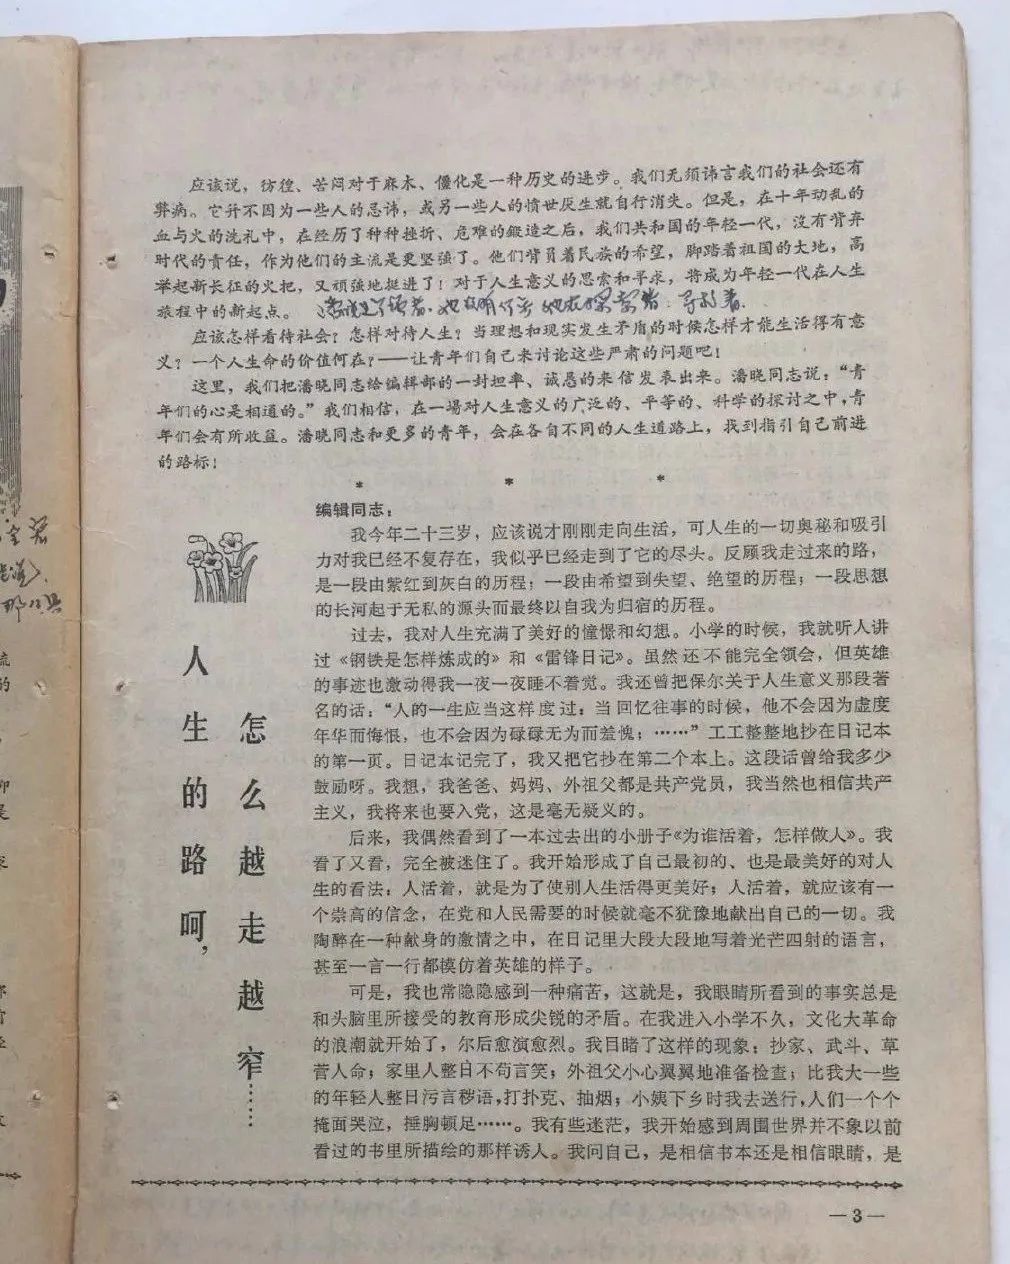 应该说，彷徨、苦闷对于麻木、僵化是一种历史的进步。我们无须讳言我们的社会还有
弊病。它并不因为一些人的忌讳，或另一些人的愤世厌生就自行消失。但是，在十年动乱的
血与火的洗礼中，在经历了种种挫折、危难的锻造之后，我们共和国的年轻一代，没有背弃
时代的责任，作为他们的主流是更坚强了。他们背负着民族的希望，脚踏着祖国的大地，高
举起新长征的火把，又顽强地挺进了！对于人生意义的思索和寻求，将成为年轻一代在人生
旅程中的新起点。
应该怎样看待社会？怎样对待人生？当理想和现实发生矛盾的时候怎样才能生活得有意
义？一个人生命的价值何在？——让青年们自己来讨论这些严肃的问题吧！
这里，我们把潘晓同志给编辑部的一封坦率、诚恳的来信发表出来。潘晓同志说：“青
年们的心是相通的。”我们相信，在一场对人生意义的广泛的、平等的、科学的探讨之中，青
年们会有所收益。潘晓同志和更多的青年，会在各自不同的人生道路上，找到指引自己前进
的路标！
* * *
人生的路呵，
怎么越走越窄……
编辑同志：
我今年二十三岁，应该说才刚刚走向生活，可人生的一切奥秘和吸引
力对我已经不复存在，我似乎已经走到了它的尽头。反顾我走过来的路，
是一段由紫红到灰白的历程；一段由希望到失望、绝望的历程；一段思想
的长河起于无私的源头而最终以自我为归宿的历程。
过去，我对人生充满了美好的憧憬和幻想。小学的时候，我就听人讲
过《钢铁是怎样炼成的》和《雷锋日记》。虽然还不能完全领会，但英雄
的事迹也激动得我一夜一夜睡不着觉。我还曾把保尔关于人生意义那段著
名的话：“人的一生应当这样度过：当回忆往事的时候，他不会因为虚度
年华而悔恨，也不会因为碌碌无为而羞愧；……”工工整整地抄在日记本
的第一页。日记本记完了，我又把它抄在第二个本上。这段话曾给我多少
鼓励呀。我想，我爸爸、妈妈、外祖父都是共产党员，我当然也相信共产
主义，我将来也要入党，这是毫无疑义的。
后来，我偶然看到了一本过去出的小册子《为谁活着，怎样做人》。我
看了又看，完全被迷住了。我开始形成了自己最初的、也是最美好的对人
生的看法：人活着，就是为了使别人生活得更美好；人活着，就应该有一
个崇高的信念，在党和人民需要的时候就毫不犹豫地献出自己的一切。我
陶醉在一种献身的激情之中，在日记里大段大段地写着光芒四射的语言，
甚至一言一行都摸仿着英雄的样子。
可是，我也常隐隐感到一种痛苦，这就是，我眼睛所看到的事实总是
和头脑里所接受的教育形成尖锐的矛盾。在我进入小学不久，文化大革命
的浪潮就开始了，尔后愈演愈烈。我目睹了这样的现象：抄家、武斗、草
菅人命；家里人整日不苟言笑；外祖父小心翼翼地准备检查；比我大一些
的年轻人整日污言秽语，打扑克、抽烟；小姨下乡时我去送行，人们一个个
掩面哭泣，捶胸顿足……。我有些迷茫，我开始感到周围世界并不象以前
看过的书里所描绘的那样诱人。我问自己，是相信书本还是相信眼睛，是
—3—